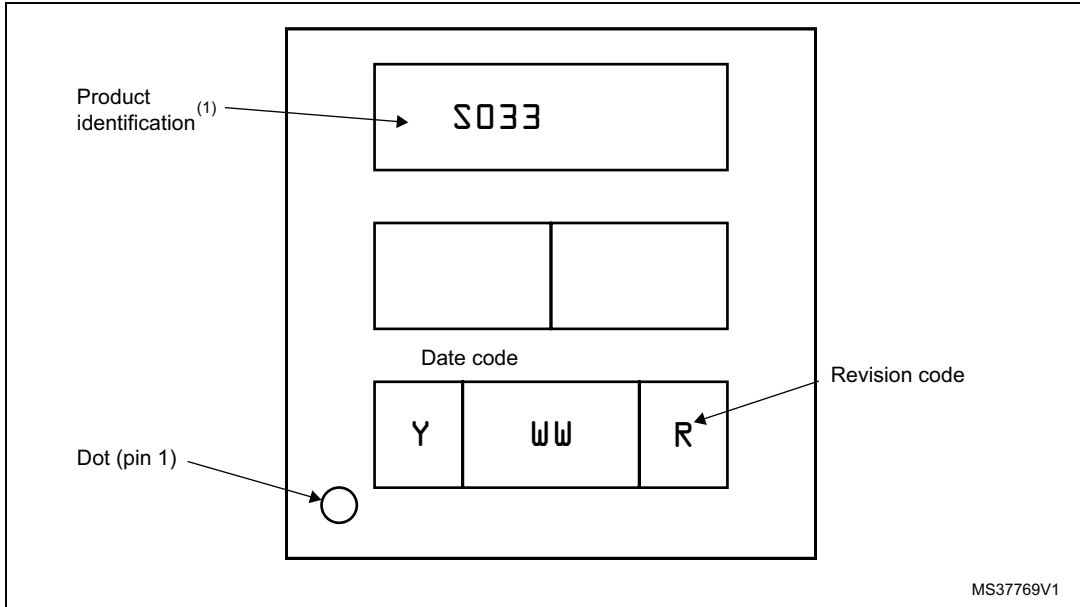 Product
identification(1)
S033
Date code
Y WW R
Revision code
Dot (pin 1)
MS37769V1